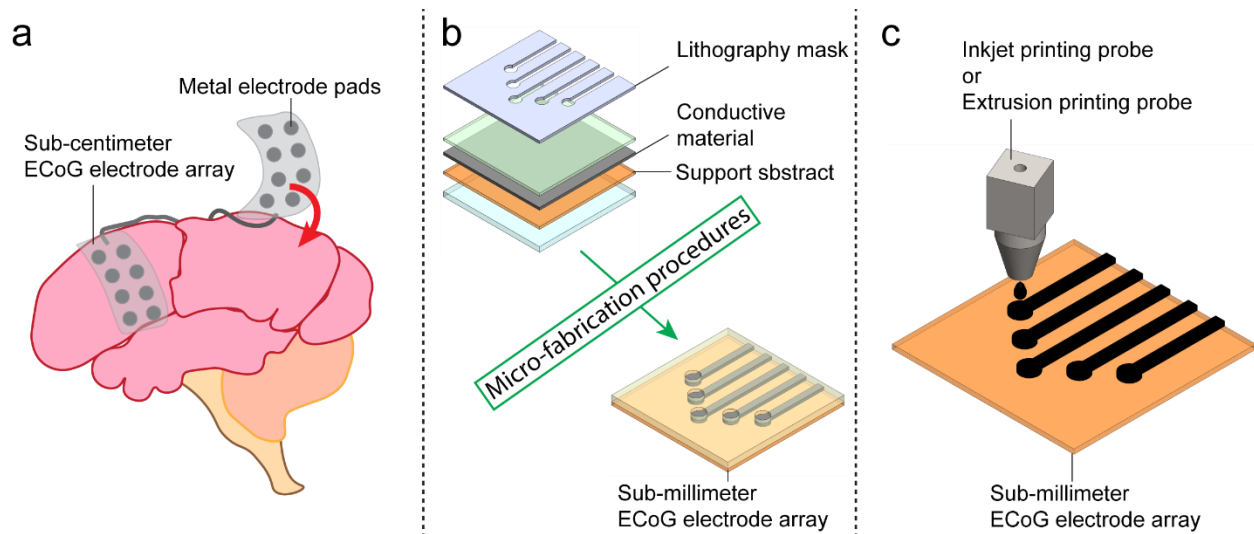 a
Metal electrode pads
Sub-centimeter
ECoG electrode array
b
Lithography mask
Conductive
material
Support sbstract
Micro-fabrication procedures
Sub-millimeter
ECoG electrode array
c
Inkjet printing probe
or
Extrusion printing probe
Sub-millimeter
ECoG electrode array